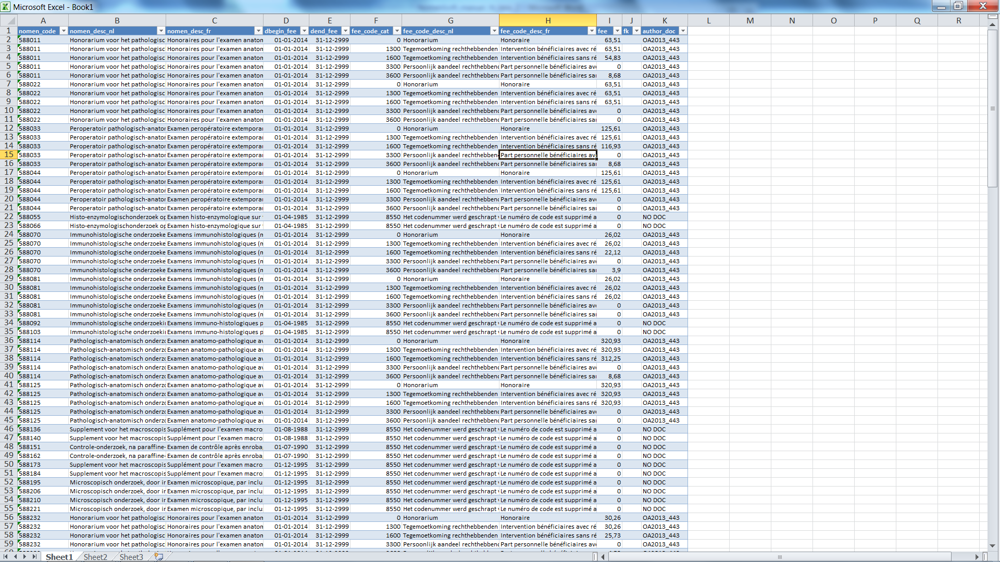 Microsoft Excel - Book1
A B C D E F G H I J K L M N O P Q R
1 nomen_code nomen_desc_nl nomen_desc_fr dbegin_fee dend_fee fee_code_cat fee_code_desc_nl fee_code_desc_fr fee fk author_doc
2 588011 Honorarium voor het pathologisc Honoraires pour l'examen anaton 01-01-2014 31-12-2999 0 Honorarium Honoraire 63,51 OA2013_443
3 588011 Honorarium voor het pathologisc Honoraires pour l'examen anaton 01-01-2014 31-12-2999 1300 Tegemoetkoming rechthebbenden Intervention bénéficiaires avec ré 63,51 OA2013_443
4 588011 Honorarium voor het pathologisc Honoraires pour l'examen anaton 01-01-2014 31-12-2999 1600 Tegemoetkoming rechthebbenden Intervention bénéficiaires sans ré 54,83 OA2013_443
5 588011 Honorarium voor het pathologisc Honoraires pour l'examen anaton 01-01-2014 31-12-2999 3300 Persoonlijk aandeel rechthebbend Part personnelle bénéficiaires ave 0 OA2013_443
6 588011 Honorarium voor het pathologisc Honoraires pour l'examen anaton 01-01-2014 31-12-2999 3600 Persoonlijk aandeel rechthebbend Part personnelle bénéficiaires sar 8,68 OA2013_443
7 588022 Honorarium voor het pathologisc Honoraires pour l'examen anaton 01-01-2014 31-12-2999 0 Honorarium Honoraire 63,51 OA2013_443
8 588022 Honorarium voor het pathologisc Honoraires pour l'examen anaton 01-01-2014 31-12-2999 1300 Tegemoetkoming rechthebbenden Intervention bénéficiaires avec ré 63,51 OA2013_443
9 588022 Honorarium voor het pathologisc Honoraires pour l'examen anaton 01-01-2014 31-12-2999 1600 Tegemoetkoming rechthebbenden Intervention bénéficiaires sans ré 63,51 OA2013_443
10 588022 Honorarium voor het pathologisc Honoraires pour l'examen anaton 01-01-2014 31-12-2999 3300 Persoonlijk aandeel rechthebbend Part personnelle bénéficiaires ave 0 OA2013_443
11 588022 Honorarium voor het pathologisc Honoraires pour l'examen anaton 01-01-2014 31-12-2999 3600 Persoonlijk aandeel rechthebbend Part personnelle bénéficiaires sar 0 OA2013_443
12 588033 Peroperatoir pathologisch-anator Examen peropératoire extemporar 01-01-2014 31-12-2999 0 Honorarium Honoraire 125,61 OA2013_443
13 588033 Peroperatoir pathologisch-anator Examen peropératoire extemporar 01-01-2014 31-12-2999 1300 Tegemoetkoming rechthebbenden Intervention bénéficiaires avec ré 125,61 OA2013_443
14 588033 Peroperatoir pathologisch-anator Examen peropératoire extemporar 01-01-2014 31-12-2999 1600 Tegemoetkoming rechthebbenden Intervention bénéficiaires sans ré 116,93 OA2013_443
15 588033 Peroperatoir pathologisch-anator Examen peropératoire extemporar 01-01-2014 31-12-2999 3300 Persoonlijk aandeel rechthebbend Part personnelle bénéficiaires ave 0 OA2013_443
16 588033 Peroperatoir pathologisch-anator Examen peropératoire extemporar 01-01-2014 31-12-2999 3600 Persoonlijk aandeel rechthebbend Part personnelle bénéficiaires sar 8,68 OA2013_443
17 588044 Peroperatoir pathologisch-anator Examen peropératoire extemporar 01-01-2014 31-12-2999 0 Honorarium Honoraire 125,61 OA2013_443
18 588044 Peroperatoir pathologisch-anator Examen peropératoire extemporar 01-01-2014 31-12-2999 1300 Tegemoetkoming rechthebbenden Intervention bénéficiaires avec ré 125,61 OA2013_443
19 588044 Peroperatoir pathologisch-anator Examen peropératoire extemporar 01-01-2014 31-12-2999 1600 Tegemoetkoming rechthebbenden Intervention bénéficiaires sans ré 125,61 OA2013_443
20 588044 Peroperatoir pathologisch-anator Examen peropératoire extemporar 01-01-2014 31-12-2999 3300 Persoonlijk aandeel rechthebbend Part personnelle bénéficiaires ave 0 OA2013_443
21 588044 Peroperatoir pathologisch-anator Examen peropératoire extemporar 01-01-2014 31-12-2999 3600 Persoonlijk aandeel rechthebbend Part personnelle bénéficiaires sar 0 OA2013_443
22 588055 Histo-enzymologischonderzoek op Examen histo-enzymologique sur 01-04-1985 31-12-2999 8550 Het codenummer werd geschrapt Le numéro de code est supprimé a 0 NO DOC
23 588066 Histo-enzymologischonderzoek op Examen histo-enzymologique sur 01-04-1985 31-12-2999 8550 Het codenummer werd geschrapt Le numéro de code est supprimé a 0 NO DOC
24 588070 Immunohistologische onderzoeke Examens immunohistologiques (n 01-01-2014 31-12-2999 0 Honorarium Honoraire 26,02 OA2013_443
25 588070 Immunohistologische onderzoeke Examens immunohistologiques (n 01-01-2014 31-12-2999 1300 Tegemoetkoming rechthebbenden Intervention bénéficiaires avec ré 26,02 OA2013_443
26 588070 Immunohistologische onderzoeke Examens immunohistologiques (n 01-01-2014 31-12-2999 1600 Tegemoetkoming rechthebbenden Intervention bénéficiaires sans ré 22,12 OA2013_443
27 588070 Immunohistologische onderzoeke Examens immunohistologiques (n 01-01-2014 31-12-2999 3300 Persoonlijk aandeel rechthebbend Part personnelle bénéficiaires ave 0 OA2013_443
28 588070 Immunohistologische onderzoeke Examens immunohistologiques (n 01-01-2014 31-12-2999 3600 Persoonlijk aandeel rechthebbend Part personnelle bénéficiaires sar 3,9 OA2013_443
29 588081 Immunohistologische onderzoeke Examens immunohistologiques (n 01-01-2014 31-12-2999 0 Honorarium Honoraire 26,02 OA2013_443
30 588081 Immunohistologische onderzoeke Examens immunohistologiques (n 01-01-2014 31-12-2999 1300 Tegemoetkoming rechthebbenden Intervention bénéficiaires avec ré 26,02 OA2013_443
31 588081 Immunohistologische onderzoeke Examens immunohistologiques (n 01-01-2014 31-12-2999 1600 Tegemoetkoming rechthebbenden Intervention bénéficiaires sans ré 26,02 OA2013_443
32 588081 Immunohistologische onderzoeke Examens immunohistologiques (n 01-01-2014 31-12-2999 3300 Persoonlijk aandeel rechthebbend Part personnelle bénéficiaires ave 0 OA2013_443
33 588081 Immunohistologische onderzoeke Examens immunohistologiques (n 01-01-2014 31-12-2999 3600 Persoonlijk aandeel rechthebbend Part personnelle bénéficiaires sar 0 OA2013_443
34 588092 Immunohistologische onderzoekin Examens immuno-histologiques p 01-04-1985 31-12-2999 8550 Het codenummer werd geschrapt Le numéro de code est supprimé a 0 NO DOC
35 588103 Immunohistologische onderzoekin Examens immuno-histologiques p 01-04-1985 31-12-2999 8550 Het codenummer werd geschrapt Le numéro de code est supprimé a 0 NO DOC
36 588114 Pathologisch-anatomisch onderzo Examen anatomo-pathologique av 01-01-2014 31-12-2999 0 Honorarium Honoraire 320,93 OA2013_443
37 588114 Pathologisch-anatomisch onderzo Examen anatomo-pathologique av 01-01-2014 31-12-2999 1300 Tegemoetkoming rechthebbenden Intervention bénéficiaires avec ré 320,93 OA2013_443
38 588114 Pathologisch-anatomisch onderzo Examen anatomo-pathologique av 01-01-2014 31-12-2999 1600 Tegemoetkoming rechthebbenden Intervention bénéficiaires sans ré 312,25 OA2013_443
39 588114 Pathologisch-anatomisch onderzo Examen anatomo-pathologique av 01-01-2014 31-12-2999 3300 Persoonlijk aandeel rechthebbend Part personnelle bénéficiaires ave 0 OA2013_443
40 588114 Pathologisch-anatomisch onderzo Examen anatomo-pathologique av 01-01-2014 31-12-2999 3600 Persoonlijk aandeel rechthebbend Part personnelle bénéficiaires sar 8,68 OA2013_443
41 588125 Pathologisch-anatomisch onderzo Examen anatomo-pathologique av 01-01-2014 31-12-2999 0 Honorarium Honoraire 320,93 OA2013_443
42 588125 Pathologisch-anatomisch onderzo Examen anatomo-pathologique av 01-01-2014 31-12-2999 1300 Tegemoetkoming rechthebbenden Intervention bénéficiaires avec ré 320,93 OA2013_443
43 588125 Pathologisch-anatomisch onderzo Examen anatomo-pathologique av 01-01-2014 31-12-2999 1600 Tegemoetkoming rechthebbenden Intervention bénéficiaires sans ré 320,93 OA2013_443
44 588125 Pathologisch-anatomisch onderzo Examen anatomo-pathologique av 01-01-2014 31-12-2999 3300 Persoonlijk aandeel rechthebbend Part personnelle bénéficiaires ave 0 OA2013_443
45 588125 Pathologisch-anatomisch onderzo Examen anatomo-pathologique av 01-01-2014 31-12-2999 3600 Persoonlijk aandeel rechthebbend Part personnelle bénéficiaires sar 0 OA2013_443
46 588136 Supplement voor het macroscopis Supplément pour l'examen macro 01-08-1988 31-12-2999 8550 Het codenummer werd geschrapt Le numéro de code est supprimé a 0 NO DOC
47 588140 Supplement voor het macroscopis Supplément pour l'examen macro 01-08-1988 31-12-2999 8550 Het codenummer werd geschrapt Le numéro de code est supprimé a 0 NO DOC
48 588151 Controle-onderzoek, na paraffine- Examen de contrôle après enroba 01-07-1990 31-12-2999 8550 Het codenummer werd geschrapt Le numéro de code est supprimé a 0 NO DOC
49 588162 Controle-onderzoek, na paraffine- Examen de contrôle après enroba 01-07-1990 31-12-2999 8550 Het codenummer werd geschrapt Le numéro de code est supprimé a 0 NO DOC
50 588173 Supplement voor het macroscopis Supplément pour l'examen macro 01-12-1995 31-12-2999 8550 Het codenummer werd geschrapt Le numéro de code est supprimé a 0 NO DOC
51 588184 Supplement voor het macroscopis Supplément pour l'examen macro 01-12-1995 31-12-2999 8550 Het codenummer werd geschrapt Le numéro de code est supprimé a 0 NO DOC
52 588195 Microscopisch onderzoek, door ir Examen microscopique, par inclu 01-12-1995 31-12-2999 8550 Het codenummer werd geschrapt Le numéro de code est supprimé a 0 NO DOC
53 588206 Microscopisch onderzoek, door ir Examen microscopique, par inclu 01-12-1995 31-12-2999 8550 Het codenummer werd geschrapt Le numéro de code est supprimé a 0 NO DOC
54 588210 Microscopisch onderzoek, door ir Examen microscopique, par inclu 01-12-1995 31-12-2999 8550 Het codenummer werd geschrapt Le numéro de code est supprimé a 0 NO DOC
55 588221 Microscopisch onderzoek, door ir Examen microscopique, par inclu 01-12-1995 31-12-2999 8550 Het codenummer werd geschrapt Le numéro de code est supprimé a 0 NO DOC
56 588232 Honorarium voor het pathologisc Honoraires pour l'examen anaton 01-01-2014 31-12-2999 0 Honorarium Honoraire 30,26 OA2013_443
57 588232 Honorarium voor het pathologisc Honoraires pour l'examen anaton 01-01-2014 31-12-2999 1300 Tegemoetkoming rechthebbenden Intervention bénéficiaires avec ré 30,26 OA2013_443
58 588232 Honorarium voor het pathologisc Honoraires pour l'examen anaton 01-01-2014 31-12-2999 1600 Tegemoetkoming rechthebbenden Intervention bénéficiaires sans ré 25,73 OA2013_443
59 588232 Honorarium voor het pathologisc Honoraires pour l'examen anaton 01-01-2014 31-12-2999 3300 Persoonlijk aandeel rechthebbend Part personnelle bénéficiaires ave 0 OA2013_443
Sheet1 Sheet2 Sheet3